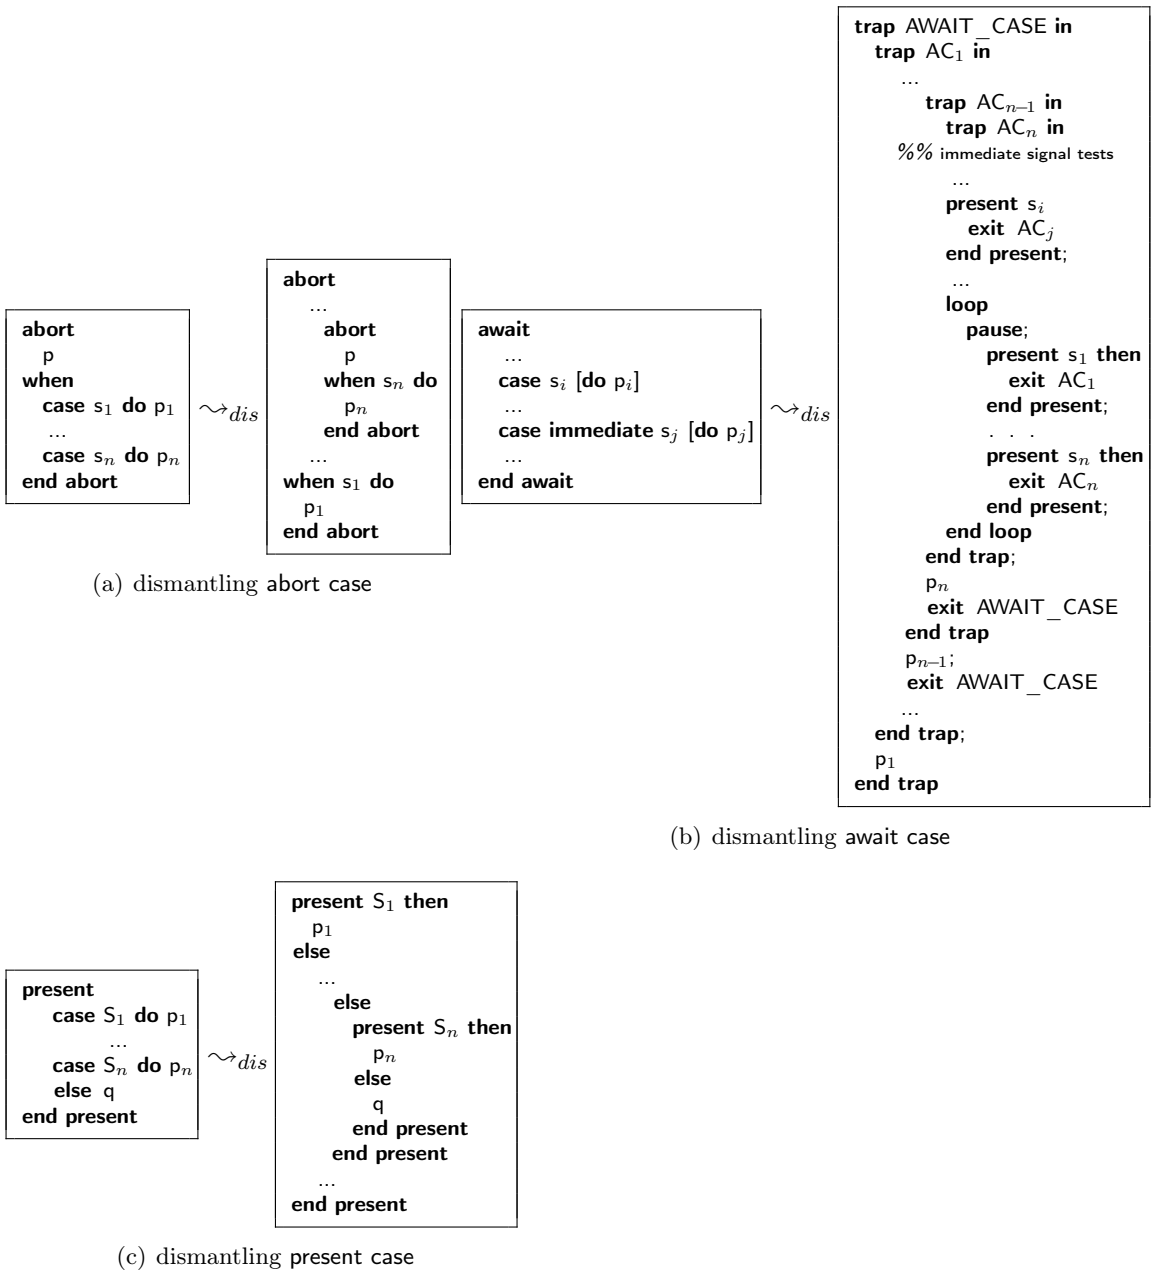 abort
p
when
case s₁ do p₁
...
case sₙ do pₙ
end abort
⤳dis
abort
...
abort
p
when sₙ do
pₙ
end abort
...
when s₁ do
p₁
end abort
(a) dismantling abort case
await
...
case sᵢ [do pᵢ]
...
case immediate sⱼ [do pⱼ]
...
end await
⤳dis
trap AWAIT_CASE in
trap AC₁ in
...
trap ACₙ₋₁ in
trap ACₙ in
%% immediate signal tests
...
present sᵢ
exit ACⱼ
end present;
...
loop
pause;
present s₁ then
exit AC₁
end present;
. . .
present sₙ then
exit ACₙ
end present;
end loop
end trap;
pₙ
exit AWAIT_CASE
end trap
pₙ₋₁;
exit AWAIT_CASE
...
end trap;
p₁
end trap
(b) dismantling await case
present
case S₁ do p₁
...
case Sₙ do pₙ
else q
end present
⤳dis
present S₁ then
p₁
else
...
else
present Sₙ then
pₙ
else
q
end present
end present
...
end present
(c) dismantling present case